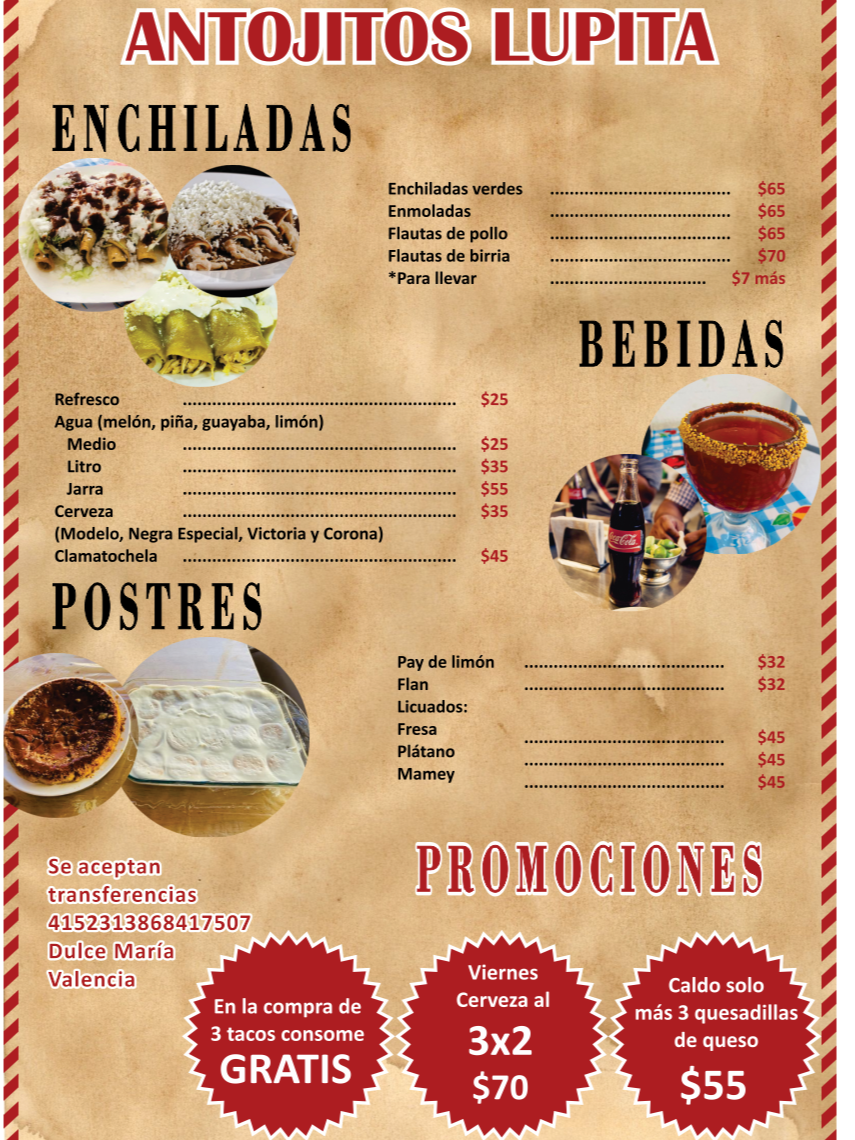 ANTOJITOS LUPITA
ENCHILADAS
Enchiladas verdes .................................... $65
Enmoladas .................................... $65
Flautas de pollo .................................... $65
Flautas de birria .................................... $70
*Para llevar ............................... $7 más
BEBIDAS
Refresco ........................................................ $25
Agua (melón, piña, guayaba, limón)
Medio ........................................................ $25
Litro ........................................................ $35
Jarra ........................................................ $55
Cerveza ........................................................ $35
(Modelo, Negra Especial, Victoria y Corona)
Clamatochela ........................................................ $45
Coca-Cola
POSTRES
Pay de limón ........................................ $32
Flan ........................................ $32
Licuados:
Fresa ........................................ $45
Plátano ........................................ $45
Mamey ........................................ $45
Se aceptan
transferencias
4152313868417507
Dulce María
Valencia
PROMOCIONES
En la compra de
3 tacos consome
GRATIS
Viernes
Cerveza al
3x2
$70
Caldo solo
más 3 quesadillas
de queso
$55